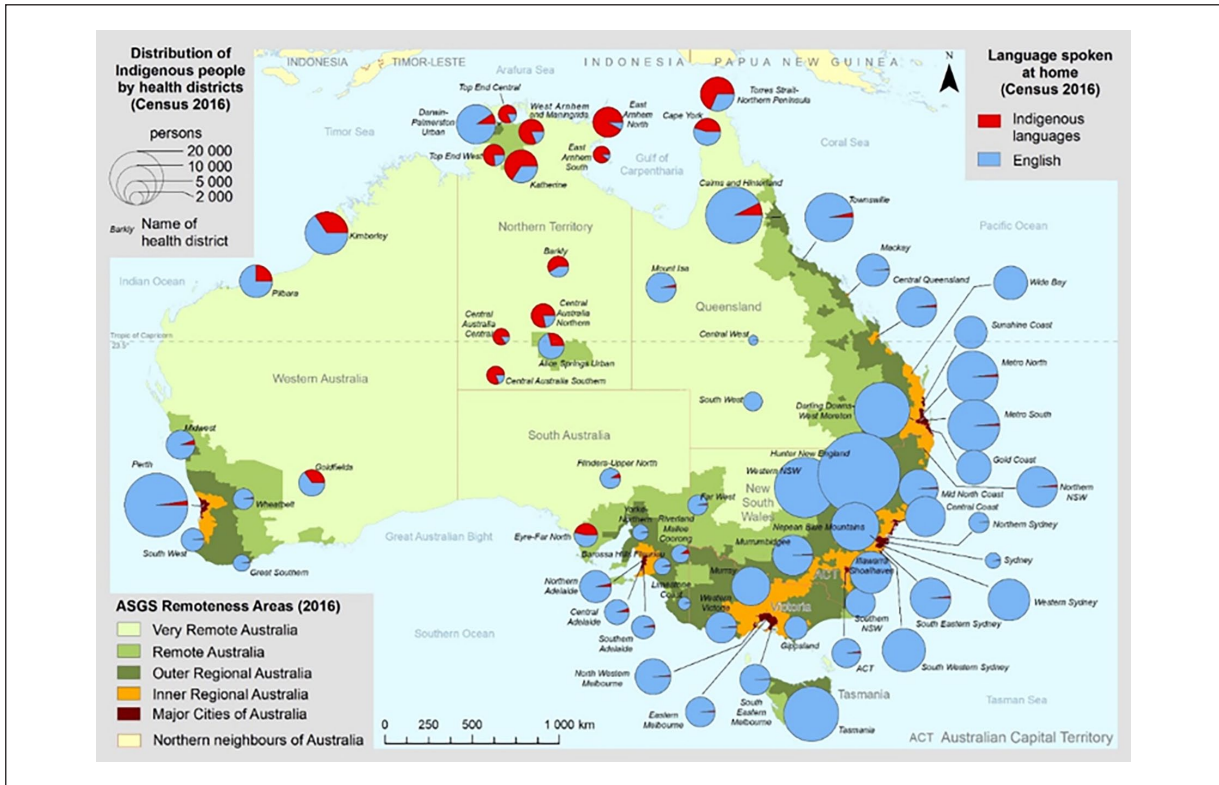 Distribution of
Indigenous people
by health districts
(Census 2016)
persons
20 000
10 000
5 000
2 000
Barkly
Name of
health district
INDONESIA
TIMOR-LESTE
INDONESIA
PAPUA NEW GUINEA
N
Language spoken
at home
(Census 2016)
Indigenous
languages
English
Arafura Sea
Timor Sea
Coral Sea
Gulf of
Carpentaria
Pacific Ocean
Indian Ocean
Tropic of Capricorn
23.5°
Great Australian Bight
Southern Ocean
Tasman Sea
Northern Territory
Queensland
Western Australia
South Australia
New
South
Wales
ACT
Victoria
Tasmania
Top End Central
Darwin-
Palmerston
Urban
West Arnhem
and Maningrida
East
Arnhem
North
Top End West
East
Arnhem
South
Katherine
Cape York
Torres Strait-
Northern Peninsula
Cairns and Hinterland
Townsville
Mackay
Central Queensland
Wide Bay
Sunshine Coast
Metro North
Metro South
Gold Coast
Northern
NSW
Kimberley
Pilbara
Barkly
Mount Isa
Central
Australia
Northern
Central
Australia
Central
Alice Springs Urban
Central Australia Southern
Central West
South West
Darling Downs-
West Moreton
Hunter New England
Western NSW
Mid North Coast
Central Coast
Northern Sydney
Sydney
Nepean Blue Mountains
Illawarra
Shoalhaven
Western Sydney
South Eastern Sydney
South Western Sydney
Southern
NSW
ACT
Midwest
Perth
Goldfields
Wheatbelt
South West
Great Southern
Flinders-Upper North
Far West
Eyre-Far North
Yorke-
Northern
Riverland
Mallee
Coorong
Barossa Hills Fleurieu
Murrumbidgee
Murray
Northern
Adelaide
Central
Adelaide
Southern
Adelaide
Limestone
Coast
Western
Victoria
Gippsland
North Western
Melbourne
Eastern
Melbourne
South
Eastern
Melbourne
Tasmania
ASGS Remoteness Areas (2016)
Very Remote Australia
Remote Australia
Outer Regional Australia
Inner Regional Australia
Major Cities of Australia
Northern neighbours of Australia
0 250 500 1 000 km
ACT Australian Capital Territory